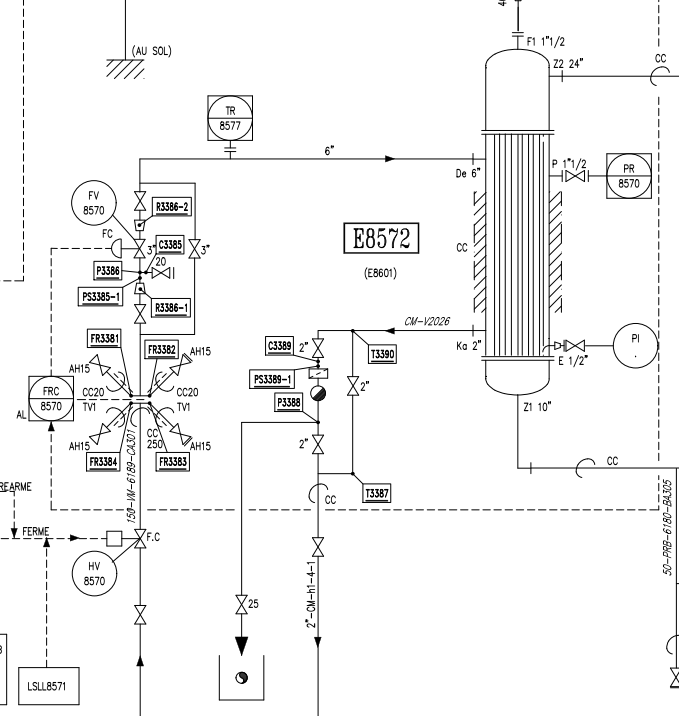 (AU SOL)
F1 1"1/2
Z2 24"
CC
TR
8577
6"
De 6"
P 1"1/2
PR
8570
FV
8570
R3386-2
FC
3"
C3385
3"
20
P3386
PS3385-1
R3386-1
E8572
(E8601)
CC
CM-V2026
Ka 2"
C3389
2"
T3390
PS3389-1
2"
P3388
E 1/2"
PI
Z1 10"
FR3381
FR3382
AH15
AH15
CC20
CC20
FRC
8570
TV1
TV1
AL
CC
250
AH15
AH15
FR3384
FR3383
2"
T3387
CC
CC
150-VM-6189-CA301
50-PRB-6180-BA305
REARME
FERME
F.C
HV
8570
25
2"-CM-h1-4-1
LSLL8571